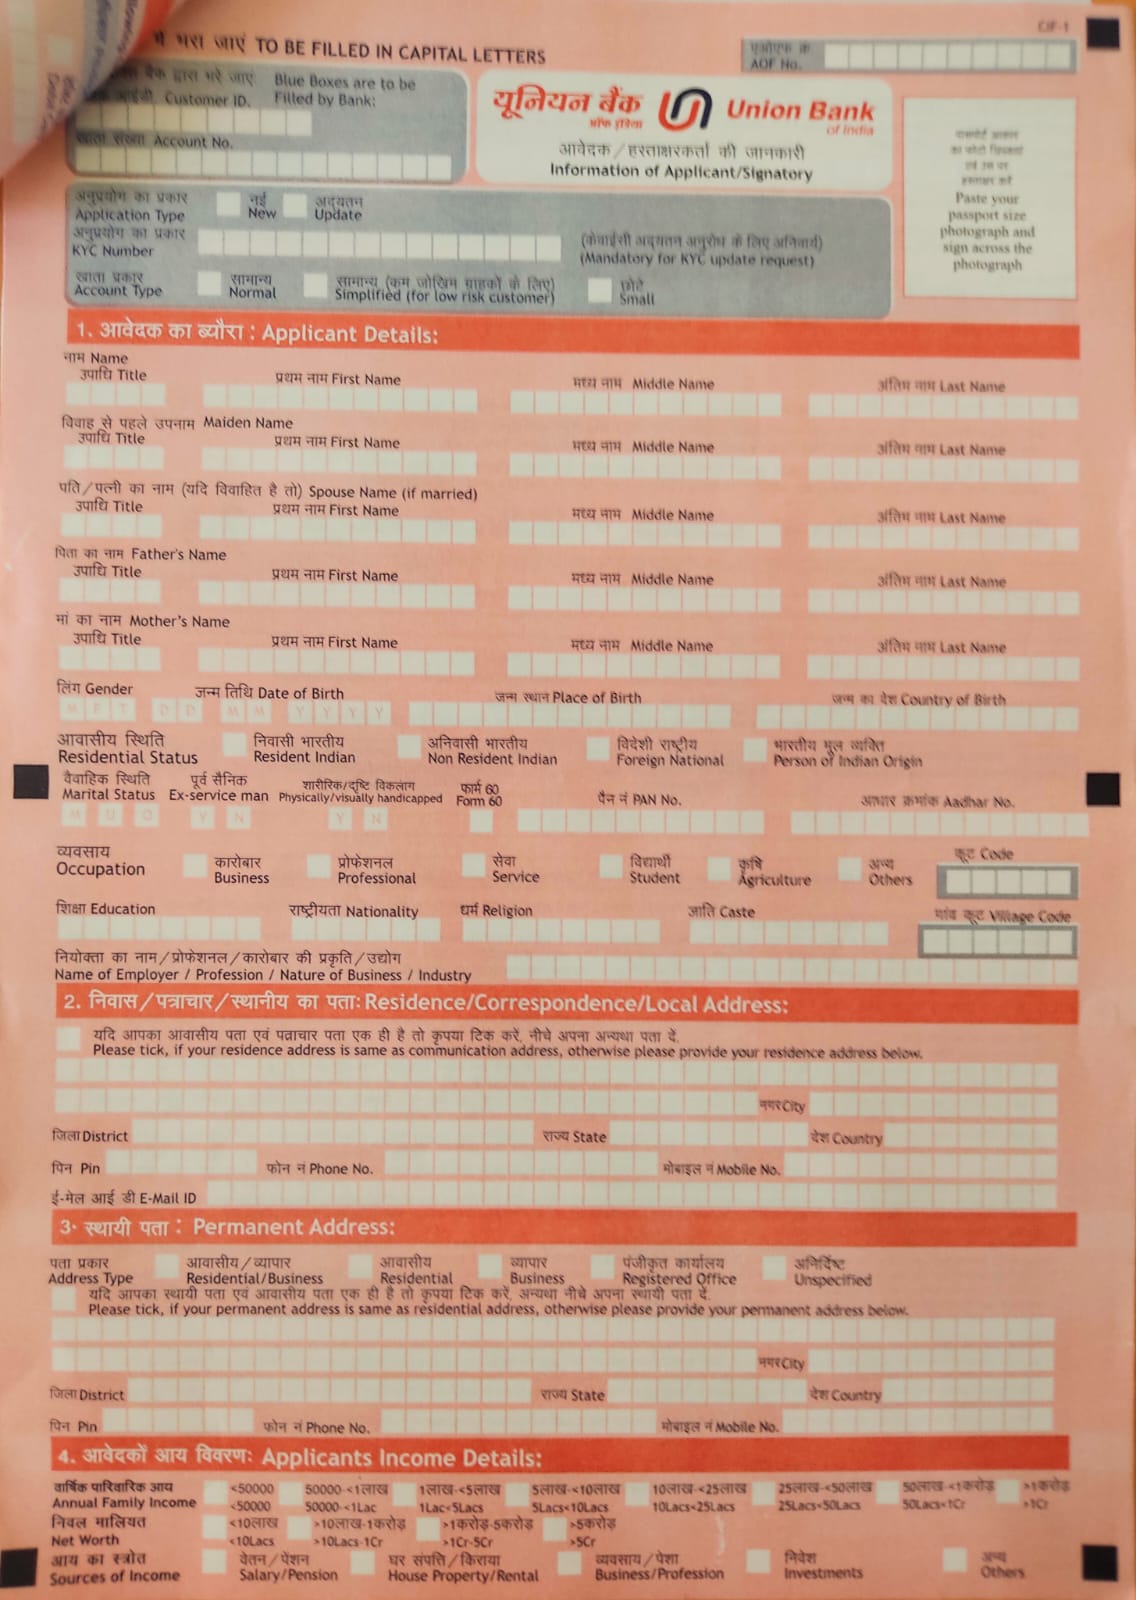 में भरा जाएं TO BE FILLED IN CAPITAL LETTERS
CIF-1
AOF No.
बैंक द्वारा भरे जाएं Blue Boxes are to be
Customer ID. Filled by Bank:
खाता संख्या Account No.
यूनियन बैंक
ऑफ इंडिया
Union Bank
of India
आवेदक/हस्ताक्षरकर्ता की जानकारी
Information of Applicant/Signatory
Paste your
passport size
photograph and
sign across the
photograph
अनुप्रयोग का प्रकार नई अद्यतन
Application Type New Update
अनुप्रयोग का प्रकार (केवाईसी अद्यतन अनुरोध के लिए अनिवार्य)
KYC Number (Mandatory for KYC update request)
खाता प्रकार सामान्य सामान्य (कम जोखिम ग्राहकों के लिए) छोटे
Account Type Normal Simplified (for low risk customer) Small
1. आवेदक का ब्यौरा : Applicant Details:
नाम Name
उपाधि Title प्रथम नाम First Name मध्य नाम Middle Name अंतिम नाम Last Name
विवाह से पहले उपनाम Maiden Name
उपाधि Title प्रथम नाम First Name मध्य नाम Middle Name अंतिम नाम Last Name
पति/पत्नी का नाम (यदि विवाहित है तो) Spouse Name (if married)
उपाधि Title प्रथम नाम First Name मध्य नाम Middle Name अंतिम नाम Last Name
पिता का नाम Father's Name
उपाधि Title प्रथम नाम First Name मध्य नाम Middle Name अंतिम नाम Last Name
मां का नाम Mother's Name
उपाधि Title प्रथम नाम First Name मध्य नाम Middle Name अंतिम नाम Last Name
लिंग Gender जन्म तिथि Date of Birth जन्म स्थान Place of Birth जन्म का देश Country of Birth
M F T D D M M Y Y Y Y
आवासीय स्थिति निवासी भारतीय अनिवासी भारतीय विदेशी राष्ट्रीय भारतीय मूल व्यक्ति
Residential Status Resident Indian Non Resident Indian Foreign National Person of Indian Origin
वैवाहिक स्थिति पूर्व सैनिक शारीरिक/दृष्टि विकलांग फार्म 60
Marital Status Ex-service man Physically/visually handicapped Form 60 पैन नं PAN No. आधार क्रमांक Aadhar No.
M U O Y N Y N
व्यवसाय कारोबार प्रोफेशनल सेवा विद्यार्थी कृषि अन्य कूट Code
Occupation Business Professional Service Student Agriculture Others
शिक्षा Education राष्ट्रीयता Nationality धर्म Religion जाति Caste गांव कूट Village Code
नियोक्ता का नाम/प्रोफेशनल/कारोबार की प्रकृति/उद्योग
Name of Employer / Profession / Nature of Business / Industry
2. निवास/पत्राचार/स्थानीय का पताः Residence/Correspondence/Local Address:
यदि आपका आवासीय पता एवं पत्राचार पता एक ही है तो कृपया टिक करें, नीचे अपना अन्यथा पता दें.
Please tick, if your residence address is same as communication address, otherwise please provide your residence address below.
नगर City
जिला District राज्य State देश Country
पिन Pin फोन नं Phone No. मोबाइल नं Mobile No.
ई-मेल आई डी E-Mail ID
3. स्थायी पता : Permanent Address:
पता प्रकार आवासीय/व्यापार आवासीय व्यापार पंजीकृत कार्यालय अनिर्दिष्ट
Address Type Residential/Business Residential Business Registered Office Unspecified
यदि आपका स्थायी पता एवं आवासीय पता एक ही है तो कृपया टिक करें, अन्यथा नीचे अपना स्थायी पता दें.
Please tick, if your permanent address is same as residential address, otherwise please provide your permanent address below.
नगर City
जिला District राज्य State देश Country
पिन Pin फोन नं Phone No. मोबाइल नं Mobile No.
4. आवेदकों आय विवरणः Applicants Income Details:
वार्षिक पारिवारिक आय <50000 50000-<1लाख 1लाख-<5लाख 5लाख-<10लाख 10लाख-<25लाख 25लाख-<50लाख 50लाख-<1करोड़ >1करोड़
Annual Family Income <50000 50000-<1Lac 1Lac<5Lacs 5Lacs<10Lacs 10Lacs<25Lacs 25Lacs<50Lacs 50Lacs<1Cr >1Cr
निवल मालियत <10लाख >10लाख-1करोड़ >1करोड़-5करोड़ >5करोड़
Net Worth <10Lacs >10Lacs-1Cr >1Cr-5Cr >5Cr
आय का स्त्रोत वेतन/पेंशन घर संपत्ति/किराया व्यवसाय/पेशा निवेश अन्य
Sources of Income Salary/Pension House Property/Rental Business/Profession Investments Others